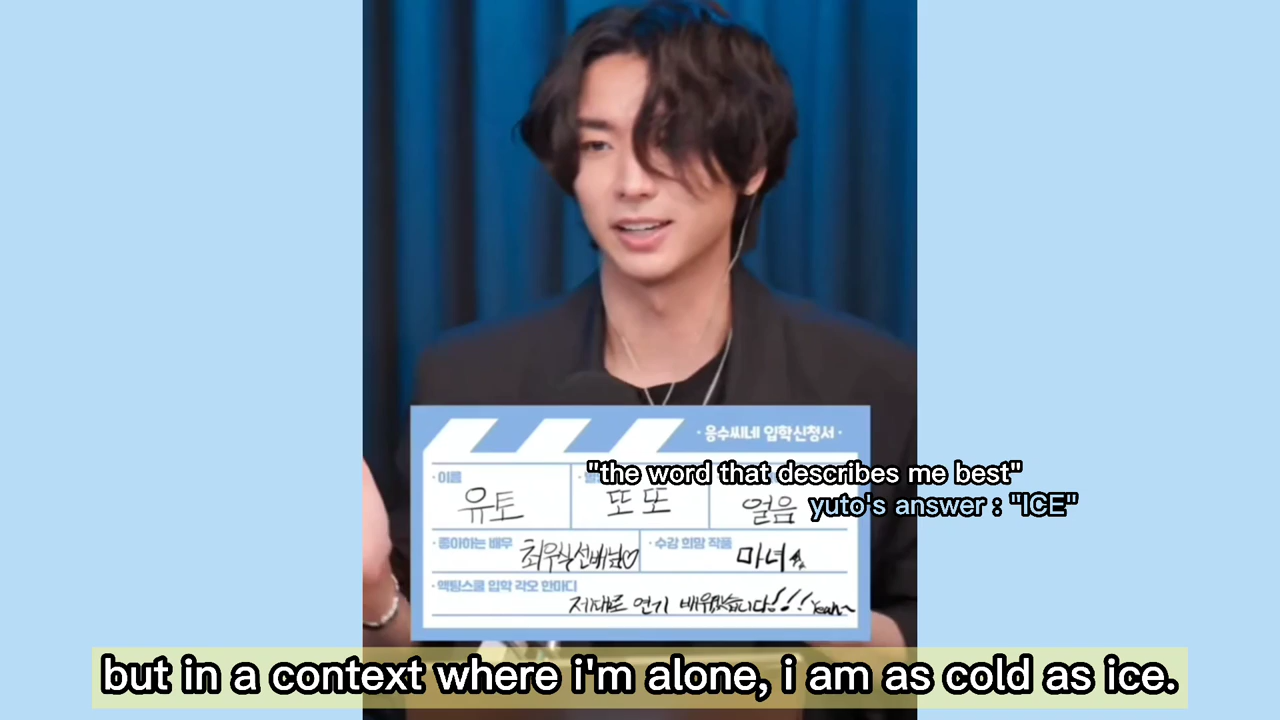 ·응수씨네 입학신청서·
·이름
유토
또또
얼음
"the word that describes me best"
yuto's answer : "ICE"
·좋아하는 배우
최우식선배님♡
·수강 희망 작품
마녀
·액팅스쿨 입학 각오 한마디
제대로 연기 배우겠습니다!!! Yeah~
but in a context where i'm alone, i am as cold as ice.